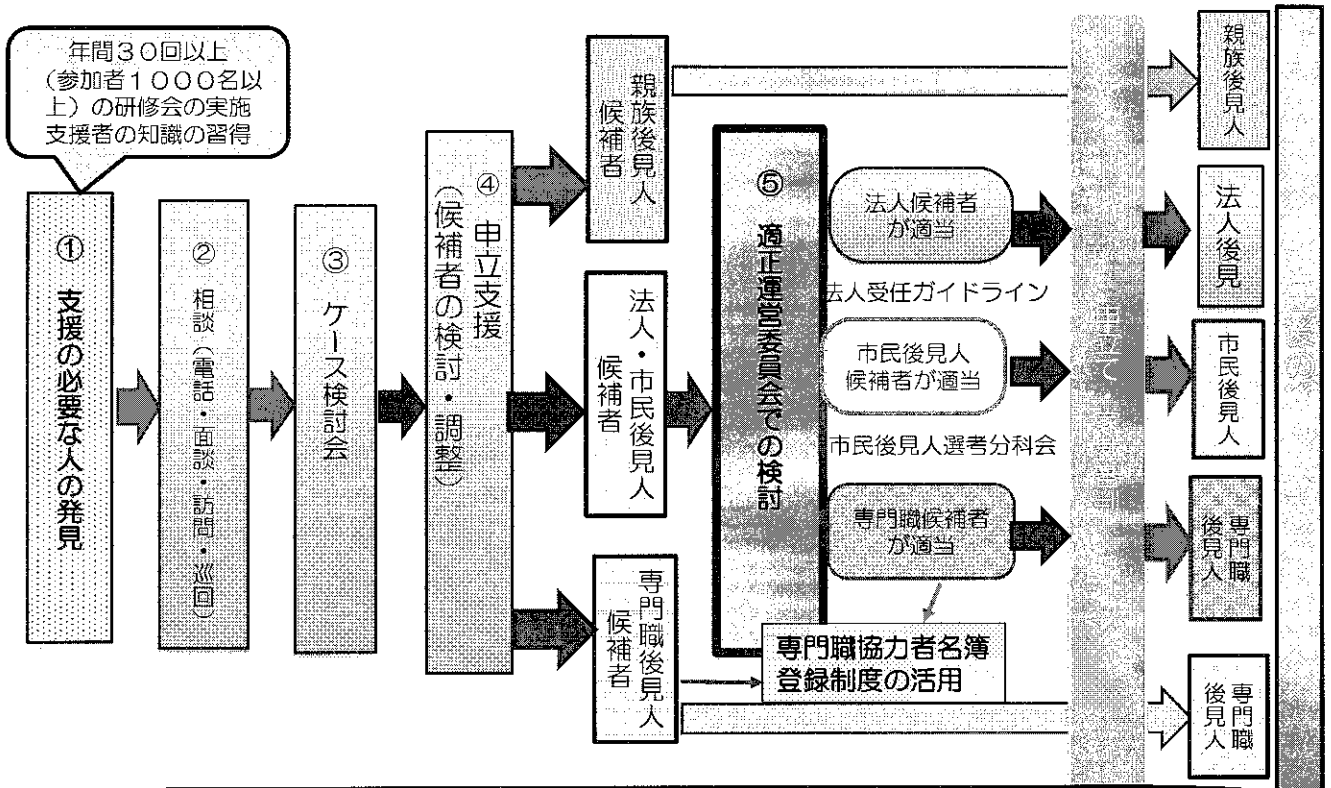 年間30回以上
(参加者1000名以
上)の研修会の実施
支援者の知識の習得
① 支援の必要な人の発見
② 相談(電話・面談・訪問・巡回)
③ ケース検討会
④ 申立支援
(候補者の検討・調整)
親族後見人
候補者
法人・市民後見人
候補者
専門職後見人
候補者
⑤ 適正運営委員会での検討
法人候補者
が適当
法人受任ガイドライン
市民後見人
候補者が適当
市民後見人選考分科会
専門職候補者
が適当
専門職協力者名簿
登録制度の活用
親族後見人
法人後見
市民後見人
専門職
後見人
専門職
後見人